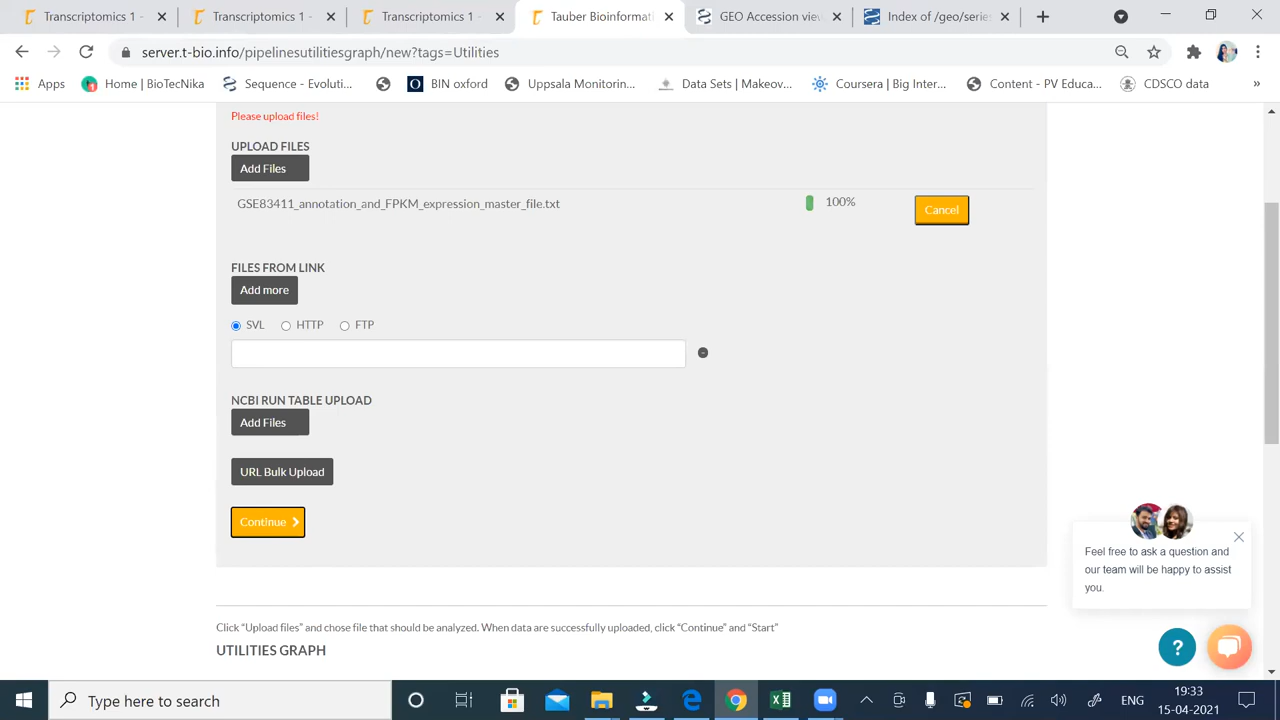 Transcriptomics 1 -
Transcriptomics 1 -
Transcriptomics 1 -
Tauber Bioinformati
GEO Accession view
Index of /geo/serie
server.t-bio.info/pipelinesutilitiesgraph/new?tags=Utilities
Apps
Home | BioTecNika
Sequence - Evoluti...
BIN oxford
Uppsala Monitorin...
Data Sets | Makeov...
Coursera | Big Inter...
Content - PV Educa...
CDSCO data
»
Please upload files!
UPLOAD FILES
Add Files
GSE83411_annotation_and_FPKM_expression_master_file.txt
100%
Cancel
FILES FROM LINK
Add more
SVL
HTTP
FTP
NCBI RUN TABLE UPLOAD
Add Files
URL Bulk Upload
Continue
Feel free to ask a question and
our team will be happy to assist
you.
Click “Upload files” and chose file that should be analyzed. When data are successfully uploaded, click “Continue” and “Start”
UTILITIES GRAPH
?
Type here to search
ENG
19:33
15-04-2021